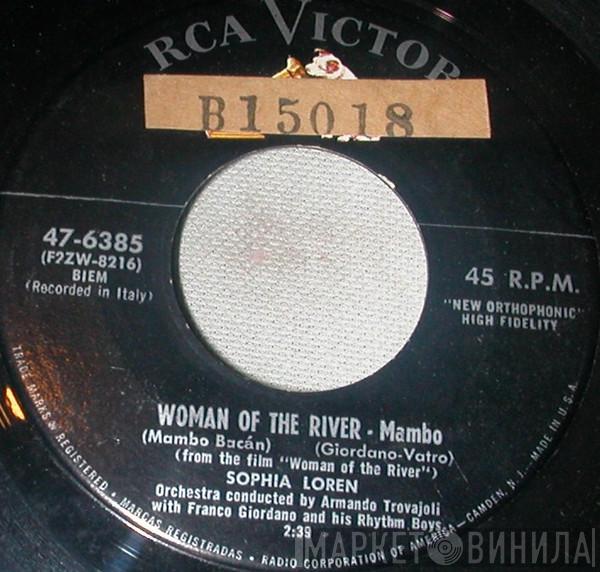 RCA VICTOR
B15018
47-6385
(F2ZW-8216)
BIEM
(Recorded in Italy)
45 R.P.M.
"NEW ORTHOPHONIC"
HIGH FIDELITY
WOMAN OF THE RIVER - Mambo
(Mambo Bacán) (Giordano-Vatro)
(from the film "Woman of the River")
SOPHIA LOREN
Orchestra conducted by Armando Trovajoli
with Franco Giordano and his Rhythm Boys
2:39
TRADE MARKS ® REGISTERED • MARCAS REGISTRADAS • RADIO CORPORATION OF AMERICA—CAMDEN, N.J. MADE IN U.S.A.
МАРКЕТ ВИНИЛА